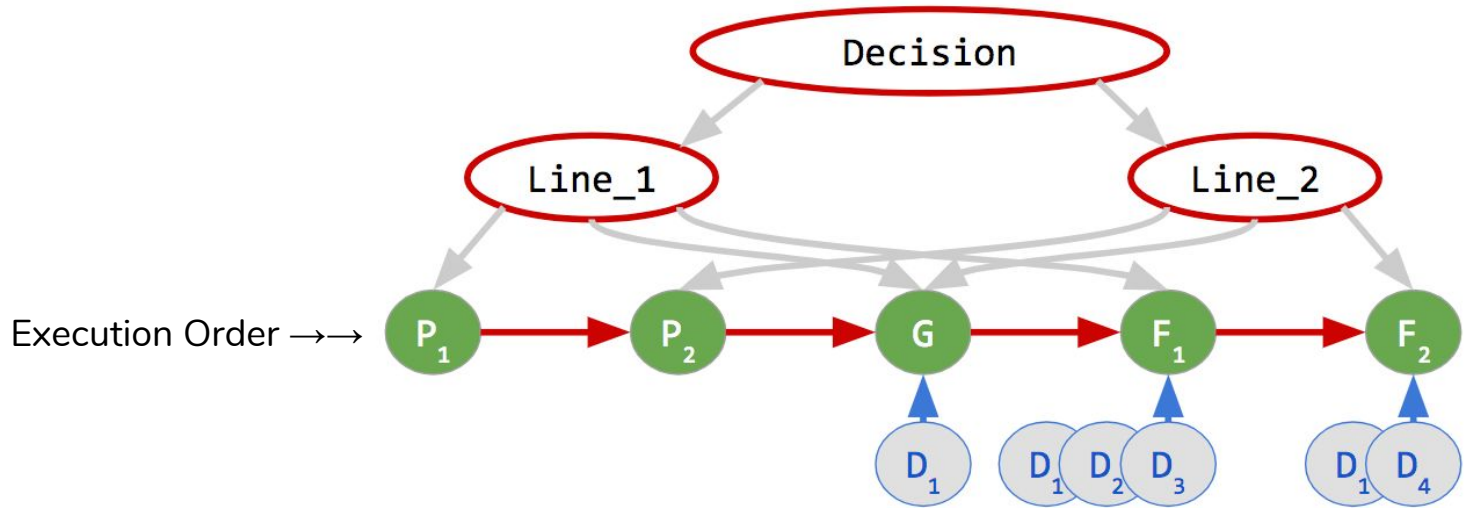 Decision
Line_1 Line_2
Execution Order →→ P₁ P₂ G F₁ F₂
D₁ D₁ D₂ D₃ D₁ D₄